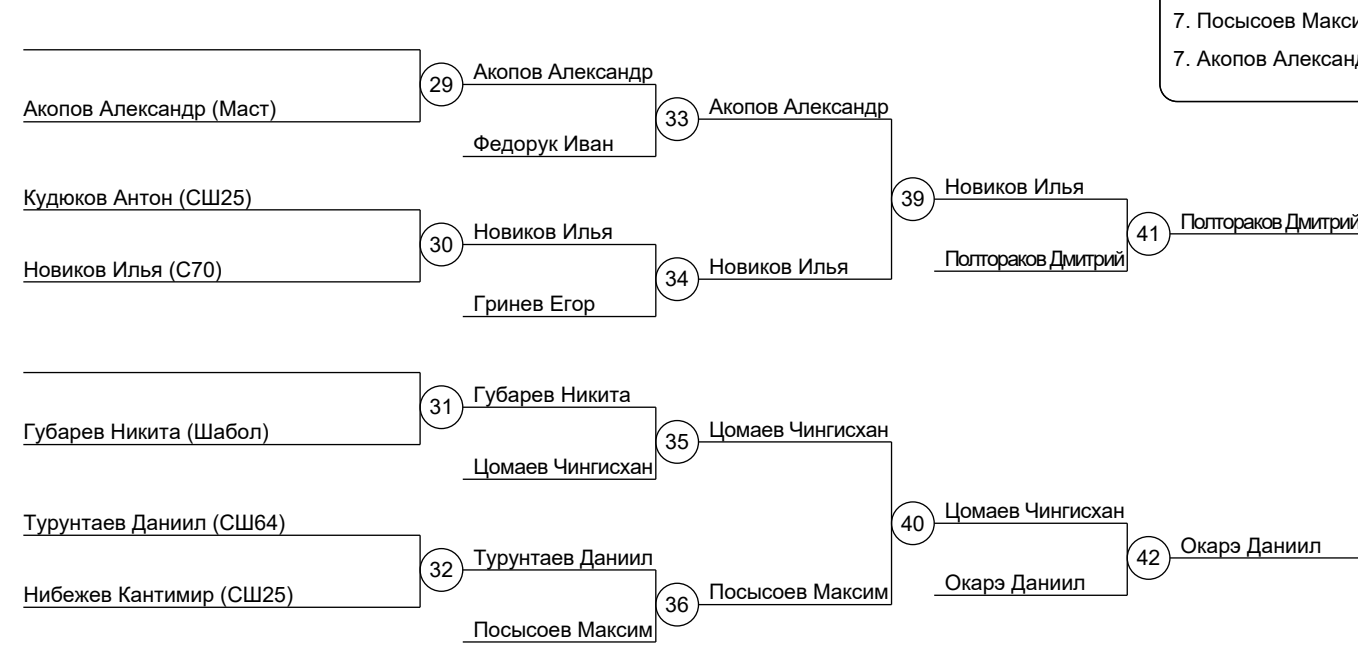 7. Посысоев Макси
7. Акопов Алексан
29
Акопов Александр
Акопов Александр (Маст)
33
Акопов Александр
Федорук Иван
Кудюков Антон (СШ25)
39
Новиков Илья
30
Новиков Илья
41
Полтораков Дмитрий
Новиков Илья (С70)
34
Новиков Илья
Полтораков Дмитрий
Гринев Егор
31
Губарев Никита
Губарев Никита (Шабол)
35
Цомаев Чингисхан
Цомаев Чингисхан
Турунтаев Даниил (СШ64)
40
Цомаев Чингисхан
32
Турунтаев Даниил
42
Окарэ Даниил
Нибежев Кантимир (СШ25)
36
Посысоев Максим
Окарэ Даниил
Посысоев Максим